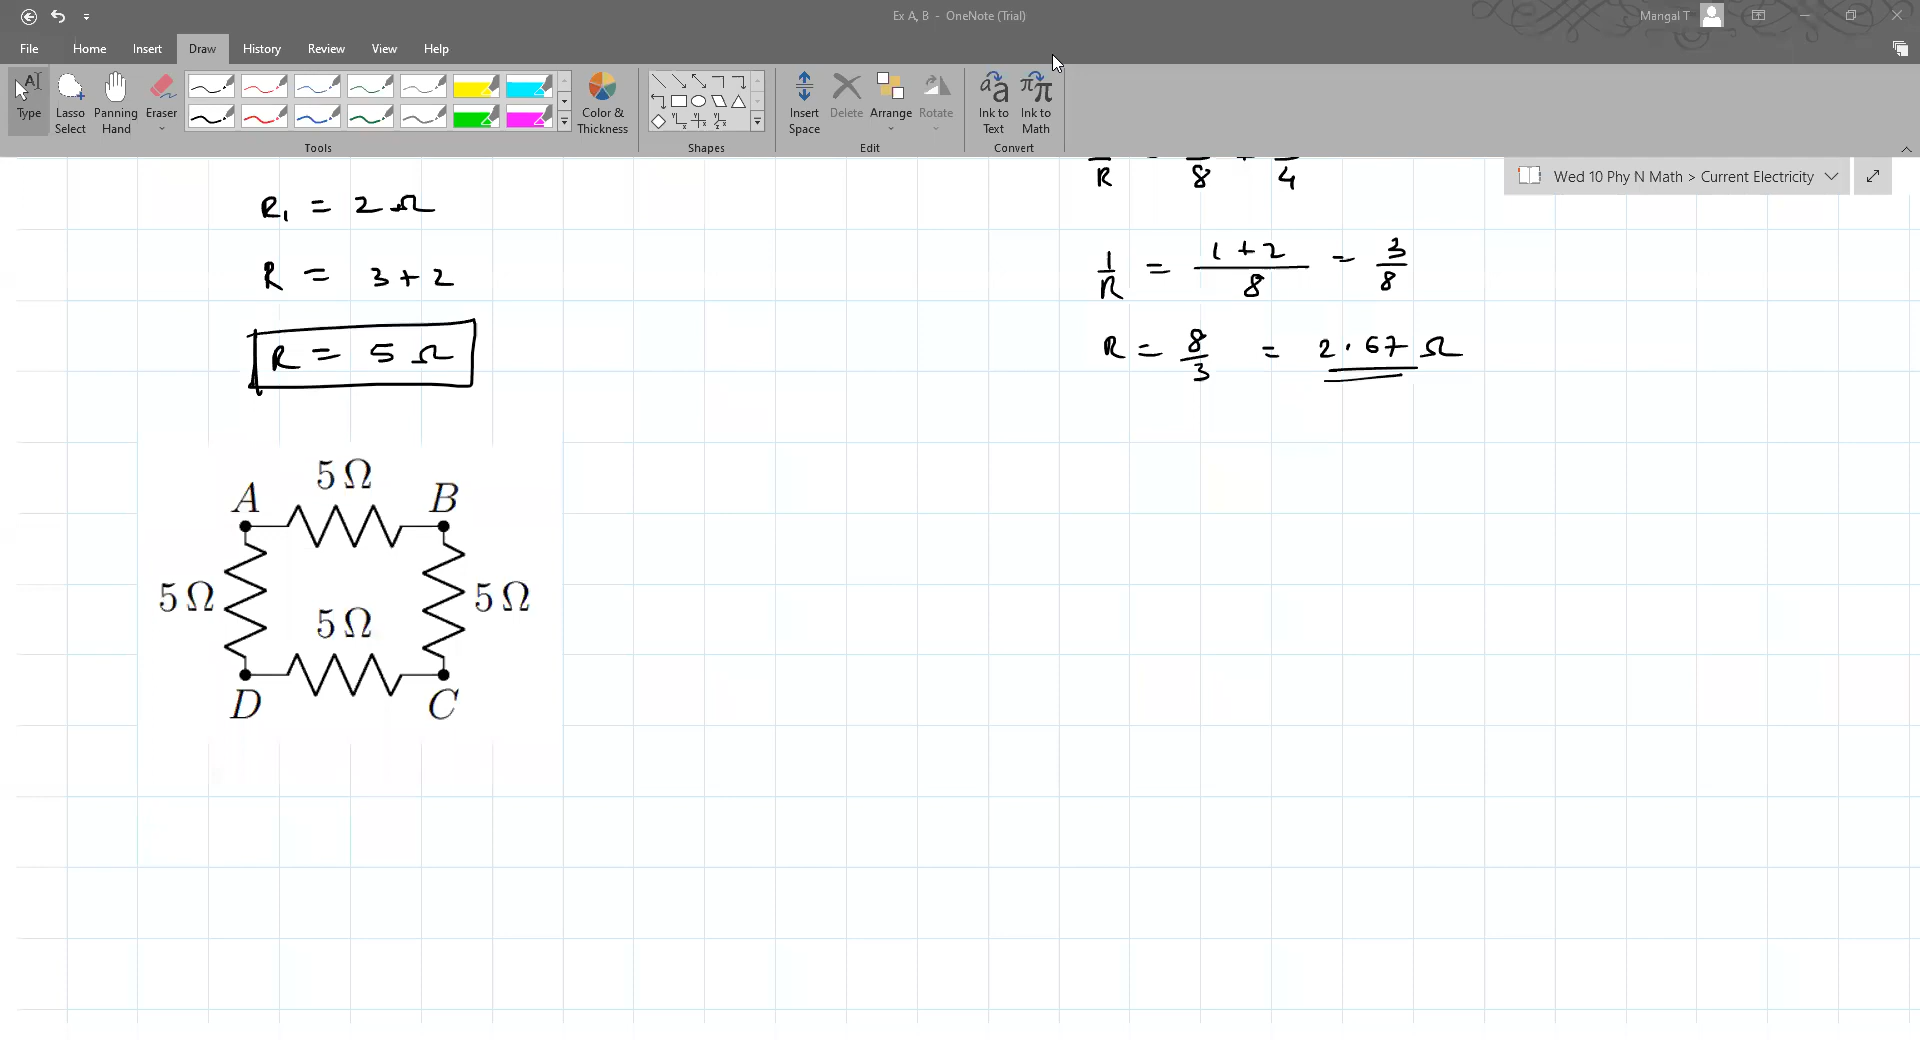 Ex A, B - OneNote (Trial)
Mangal T
File Home Insert Draw History Review View Help
Type
Lasso Select
Panning Hand
Eraser
Color & Thickness
Insert Space
Delete
Arrange
Rotate
Ink to Text
Ink to Math
Tools
Shapes
Edit
Convert
Wed 10 Phy N Math > Current Electricity
R₁ = 2 Ω
R = 3 + 2
R = 5 Ω
R 8 4
1/R = (1 + 2)/8 = 3/8
R = 8/3 = 2.67 Ω
5 Ω
A B
5 Ω 5 Ω
5 Ω
D C